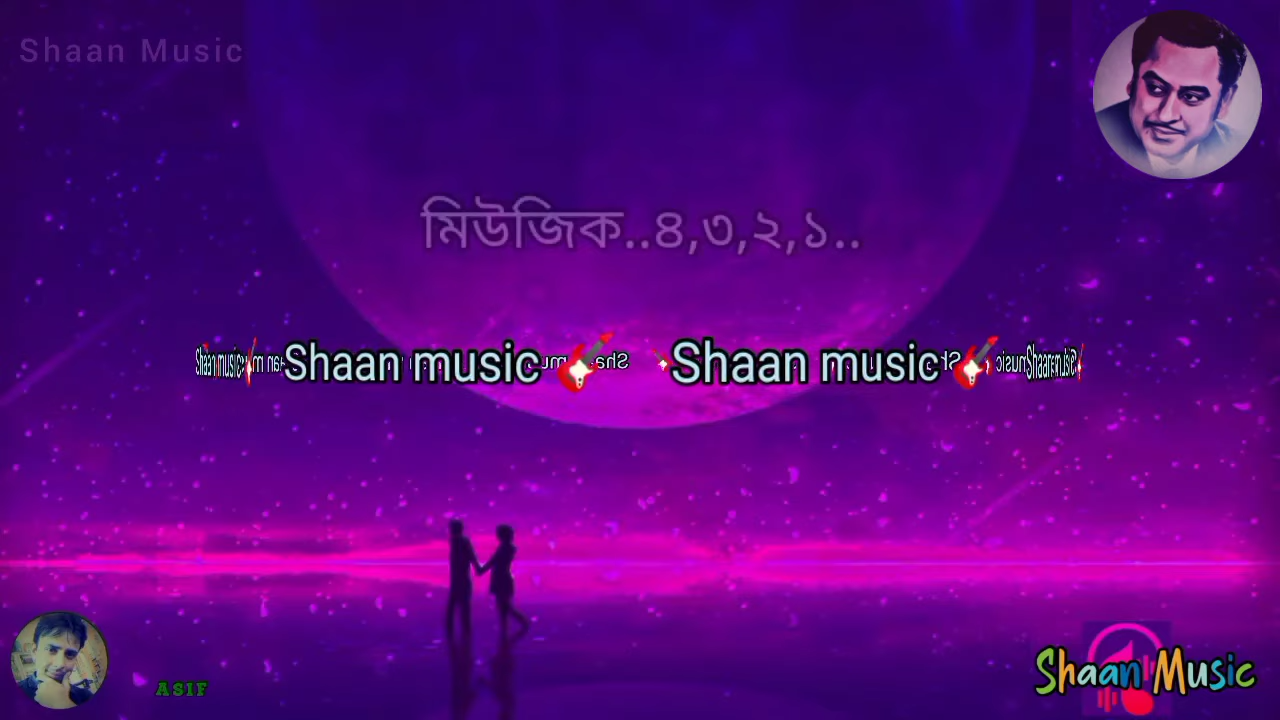 Shaan Music
মিউজিক..৪,৩,২,১..
Shaan music🎸 Shaan music🎸
ASIF
Shaan Music